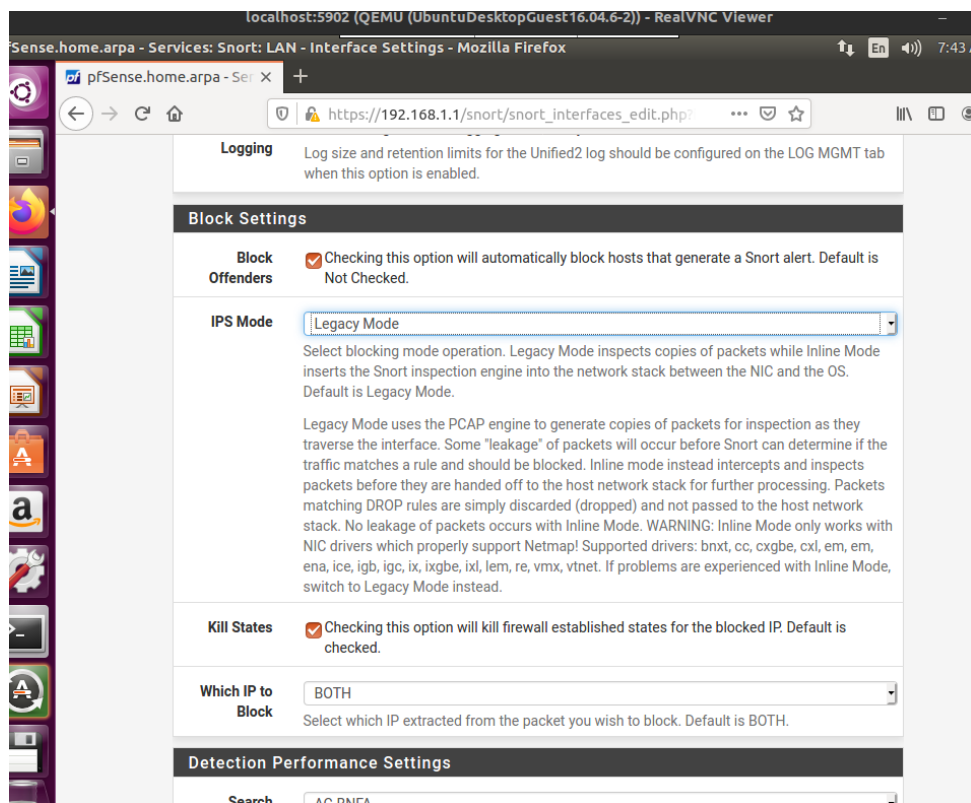 localhost:5902 (QEMU (UbuntuDesktopGuest16.04.6-2)) - RealVNC Viewer
fSense.home.arpa - Services: Snort: LAN - Interface Settings - Mozilla Firefox
En
7:43
pfSense.home.arpa - Ser
https://192.168.1.1/snort/snort_interfaces_edit.php?
Logging
Log size and retention limits for the Unified2 log should be configured on the LOG MGMT tab
when this option is enabled.
Block Settings
Block
Offenders
Checking this option will automatically block hosts that generate a Snort alert. Default is
Not Checked.
IPS Mode
Legacy Mode
Select blocking mode operation. Legacy Mode inspects copies of packets while Inline Mode
inserts the Snort inspection engine into the network stack between the NIC and the OS.
Default is Legacy Mode.
Legacy Mode uses the PCAP engine to generate copies of packets for inspection as they
traverse the interface. Some "leakage" of packets will occur before Snort can determine if the
traffic matches a rule and should be blocked. Inline mode instead intercepts and inspects
packets before they are handed off to the host network stack for further processing. Packets
matching DROP rules are simply discarded (dropped) and not passed to the host network
stack. No leakage of packets occurs with Inline Mode. WARNING: Inline Mode only works with
NIC drivers which properly support Netmap! Supported drivers: bnxt, cc, cxgbe, cxl, em, em,
ena, ice, igb, igc, ix, ixgbe, ixl, lem, re, vmx, vtnet. If problems are experienced with Inline Mode,
switch to Legacy Mode instead.
Kill States
Checking this option will kill firewall established states for the blocked IP. Default is
checked.
Which IP to
Block
BOTH
Select which IP extracted from the packet you wish to block. Default is BOTH.
Detection Performance Settings
Search
AC-BNFA